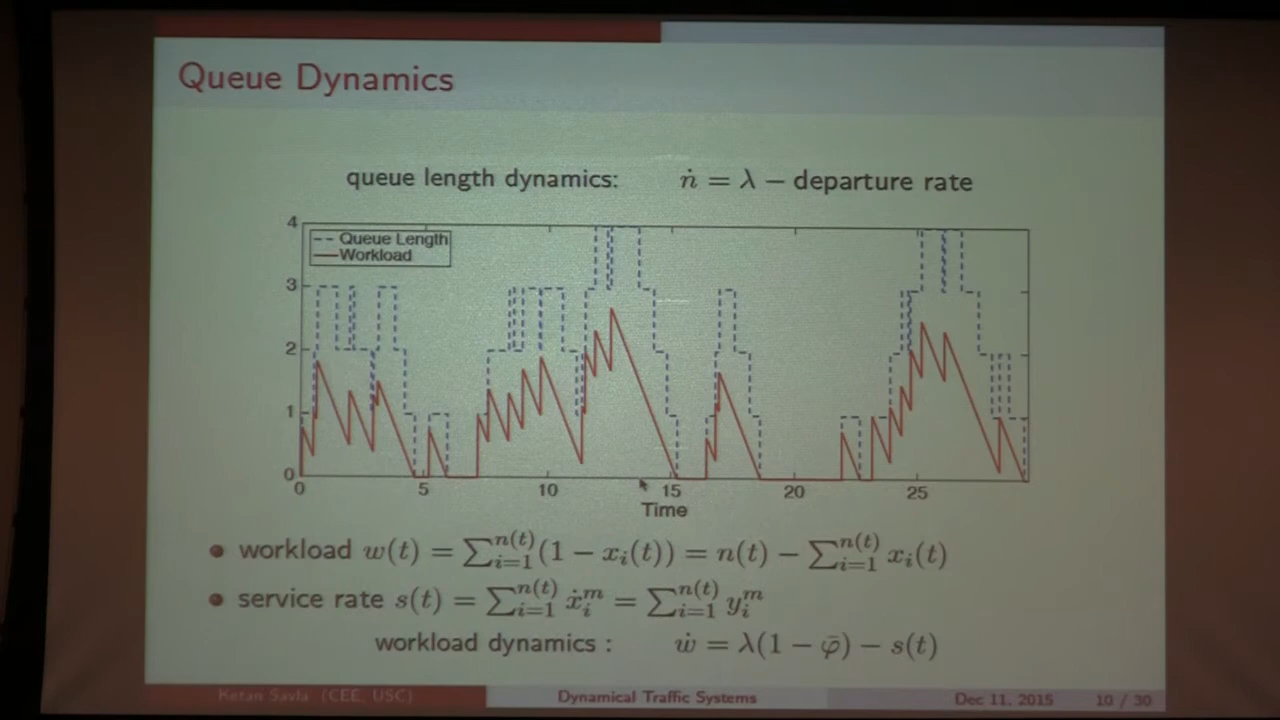 Queue Dynamics
queue length dynamics: ṅ = λ − departure rate
4
Queue Length
Workload
3
2
1
0
0 5 10 15 20 25
Time
workload w(t) = ∑_{i=1}^{n(t)} (1 − x_i(t)) = n(t) − ∑_{i=1}^{n(t)} x_i(t)
service rate s(t) = ∑_{i=1}^{n(t)} ẋ_i^m = ∑_{i=1}^{n(t)} y_i^m
workload dynamics : ẇ = λ(1 − φ̄) − s(t)
Ketan Savla (CEE, USC) Dynamical Traffic Systems Dec 11, 2015 10 / 30